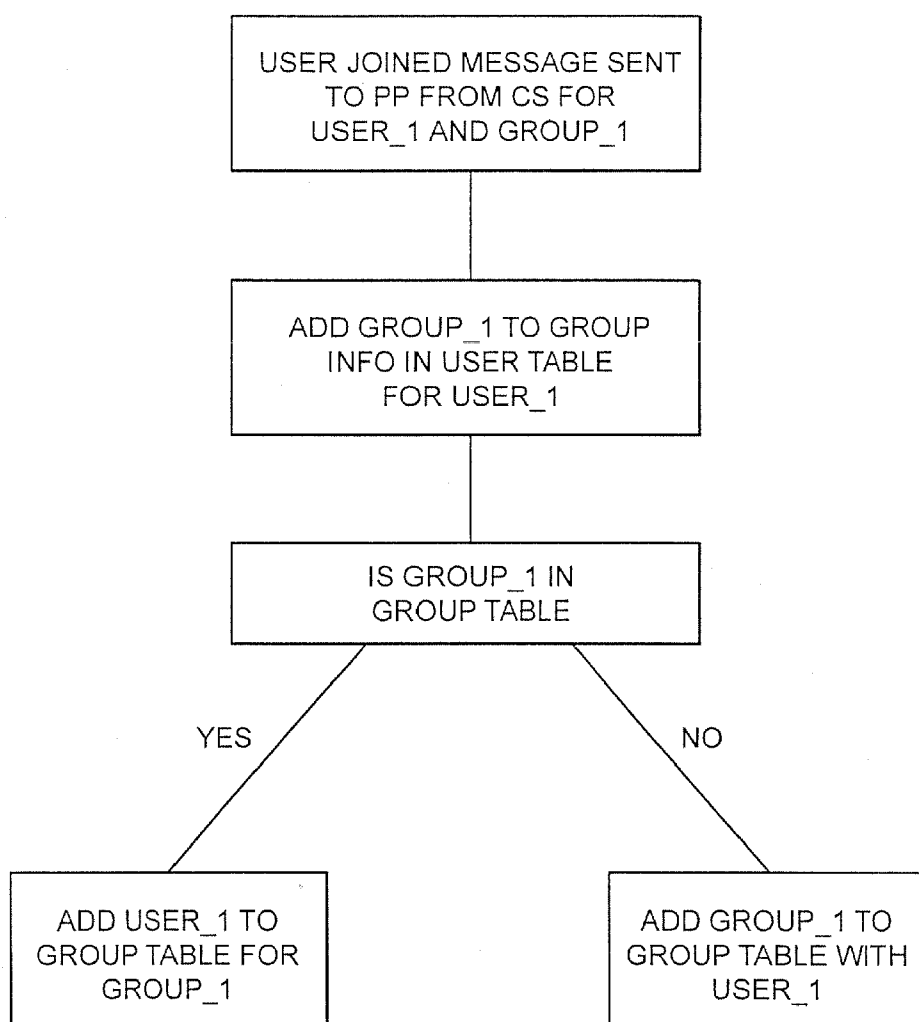 USER JOINED MESSAGE SENT
TO PP FROM CS FOR
USER_1 AND GROUP_1
ADD GROUP_1 TO GROUP
INFO IN USER TABLE
FOR USER_1
IS GROUP_1 IN
GROUP TABLE
YES
NO
ADD USER_1 TO
GROUP TABLE FOR
GROUP_1
ADD GROUP_1 TO
GROUP TABLE WITH
USER_1